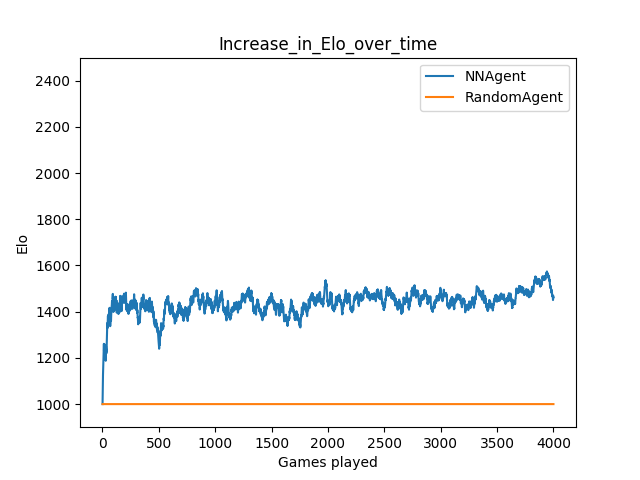 Increase_in_Elo_over_time
NNAgent
RandomAgent
2400
2200
2000
1800
1600
1400
1200
1000
Elo
0 500 1000 1500 2000 2500 3000 3500 4000
Games played